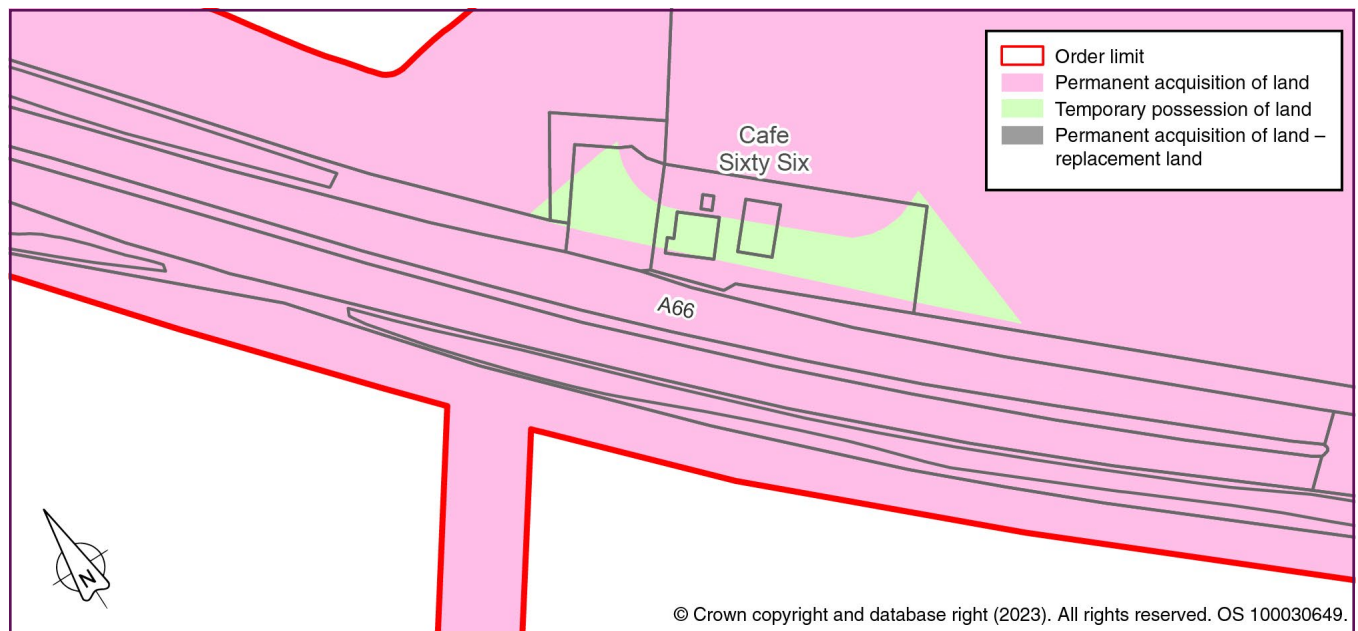 Order limit
Permanent acquisition of land
Temporary possession of land
Permanent acquisition of land –
replacement land
Cafe
Sixty Six
A66
N
© Crown copyright and database right (2023). All rights reserved. OS 100030649.